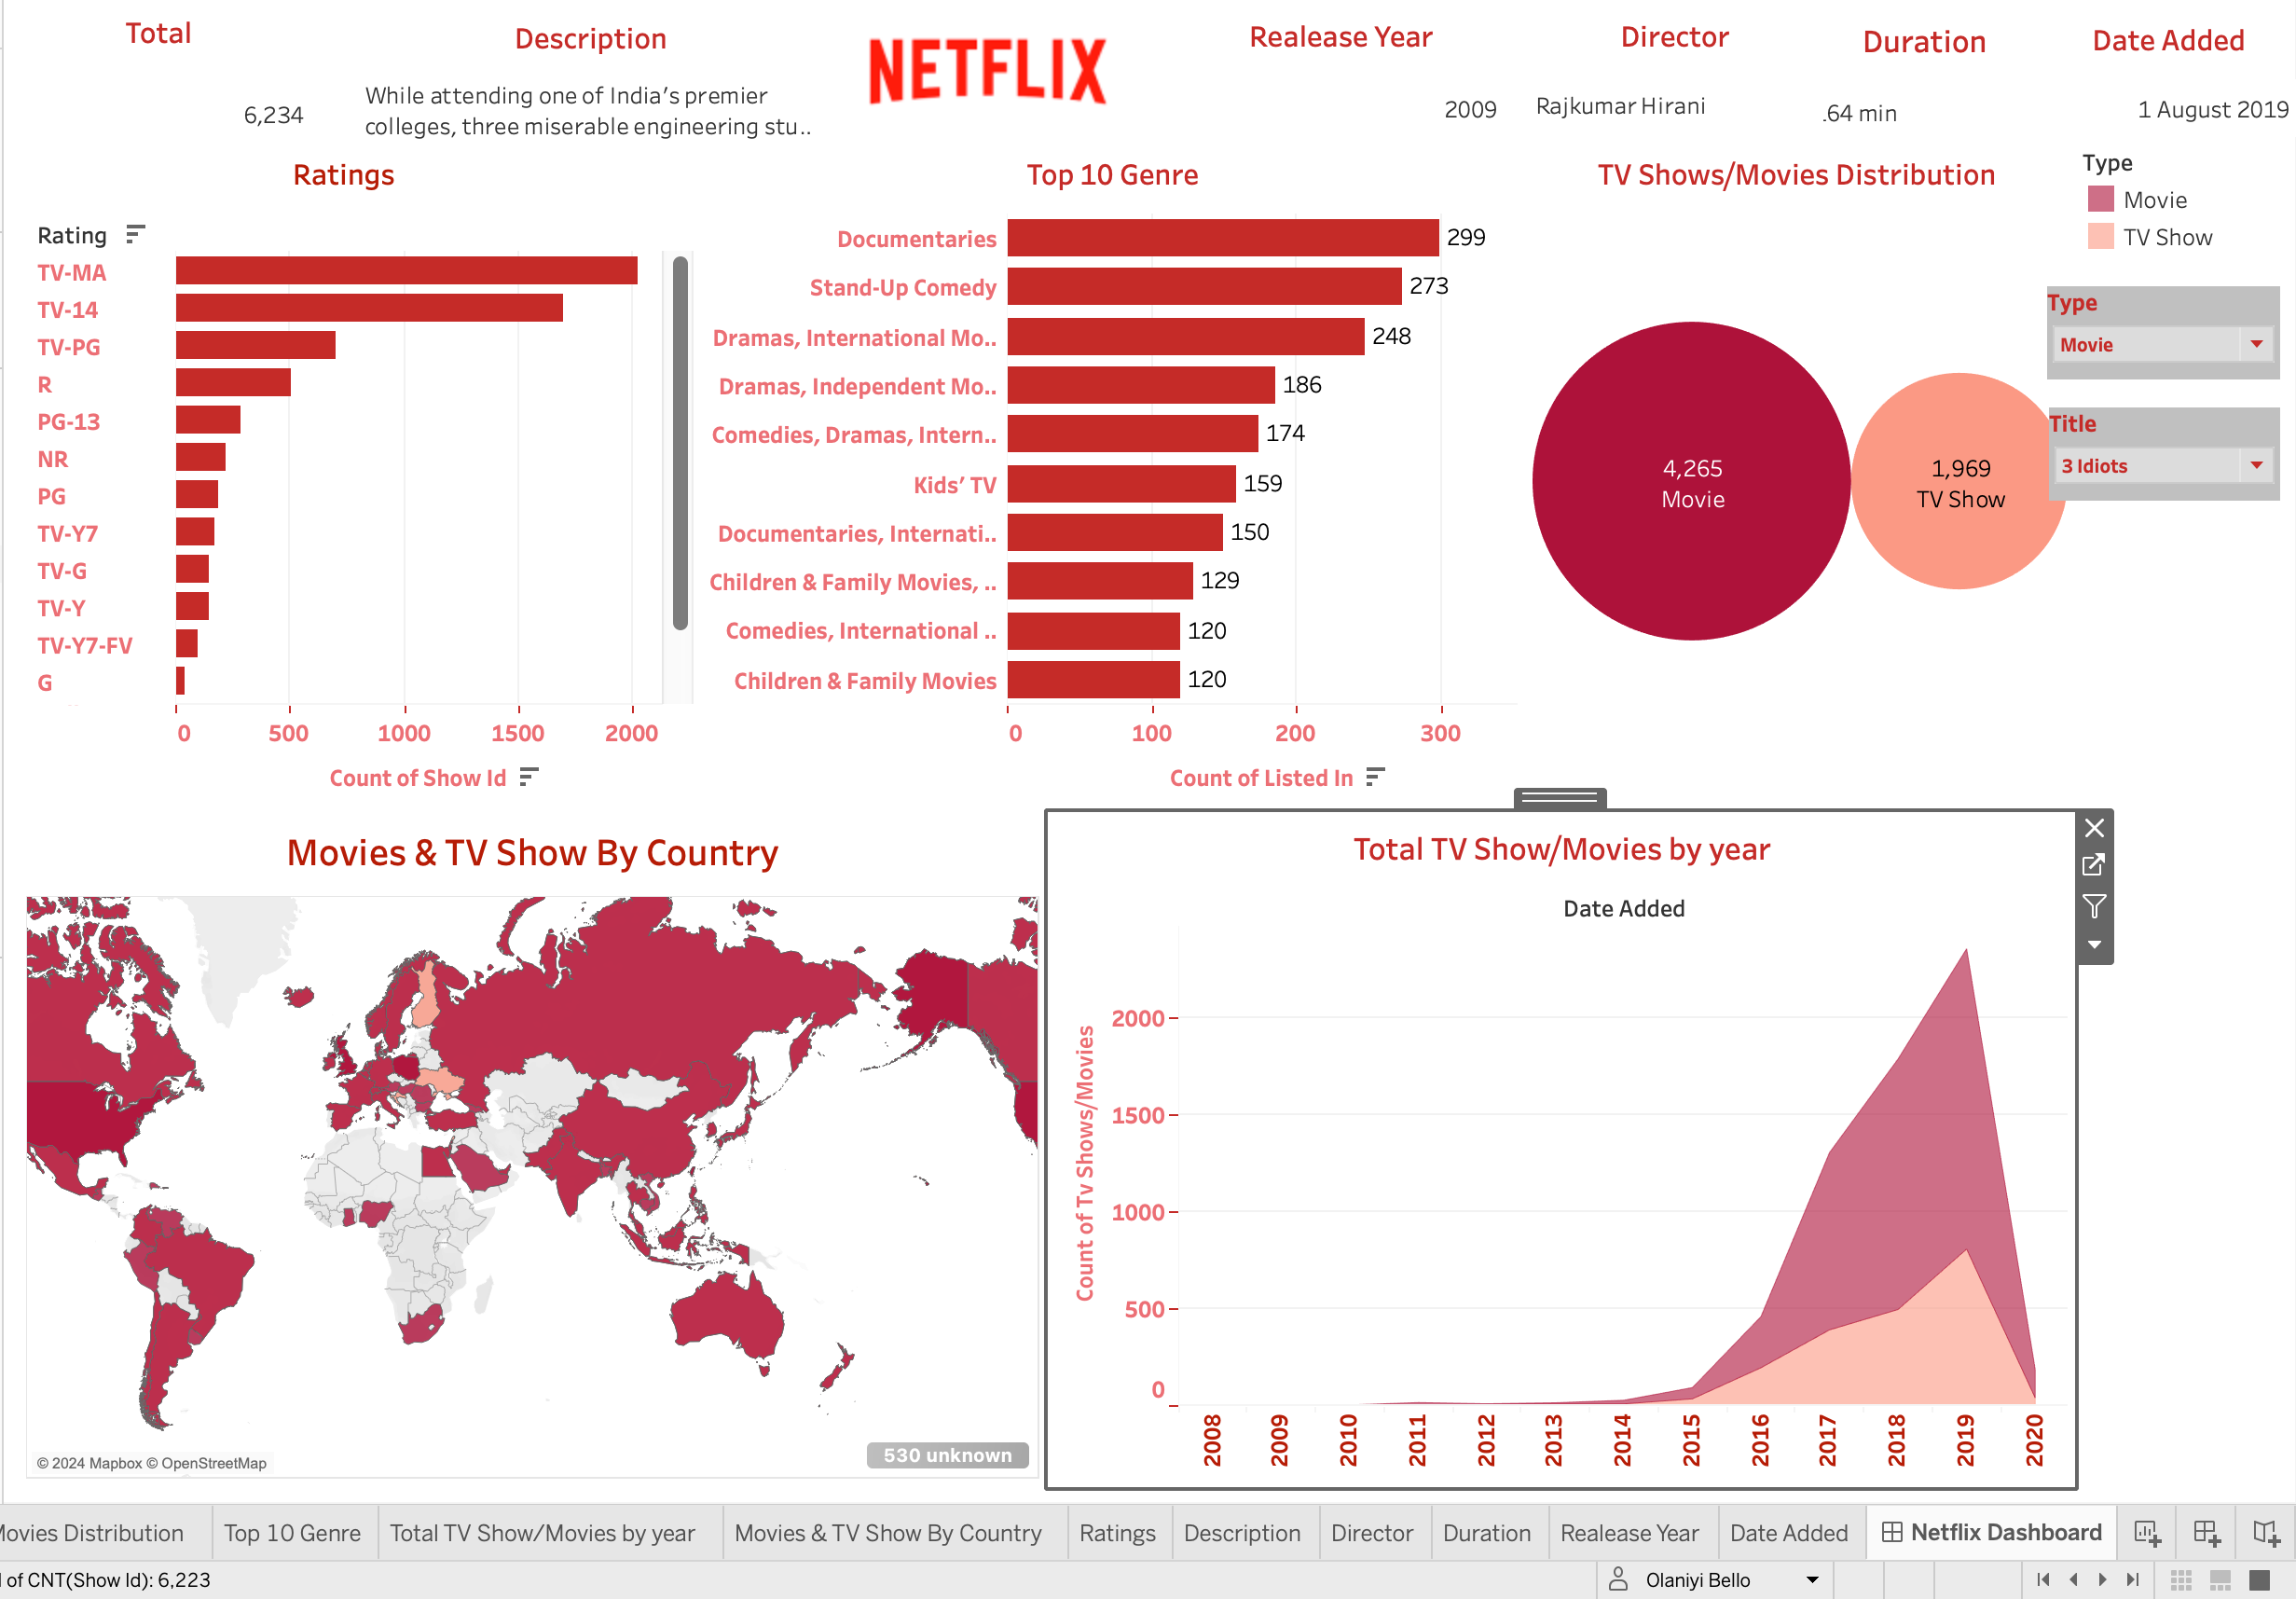 Total
Description
NETFLIX
Realease Year
Director
Duration
Date Added
6,234
While attending one of India's premier
colleges, three miserable engineering stu..
2009
Rajkumar Hirani
.64 min
1 August 2019
Ratings
Top 10 Genre
TV Shows/Movies Distribution
Type
Movie
TV Show
Rating
TV-MA
TV-14
TV-PG
R
PG-13
NR
PG
TV-Y7
TV-G
TV-Y
TV-Y7-FV
G
0 500 1000 1500 2000
Count of Show Id
Documentaries 299
Stand-Up Comedy 273
Dramas, International Mo.. 248
Dramas, Independent Mo.. 186
Comedies, Dramas, Intern.. 174
Kids' TV 159
Documentaries, Internati.. 150
Children & Family Movies, .. 129
Comedies, International .. 120
Children & Family Movies 120
0 100 200 300
Count of Listed In
4,265
Movie
1,969
TV Show
Type
Movie
Title
3 Idiots
Movies & TV Show By Country
© 2024 Mapbox © OpenStreetMap
530 unknown
Total TV Show/Movies by year
Date Added
Count of Tv Shows/Movies
2000
1500
1000
500
0
2008 2009 2010 2011 2012 2013 2014 2015 2016 2017 2018 2019 2020
Movies Distribution Top 10 Genre Total TV Show/Movies by year Movies & TV Show By Country Ratings Description Director Duration Realease Year Date Added Netflix Dashboard
of CNT(Show Id): 6,223
Olaniyi Bello